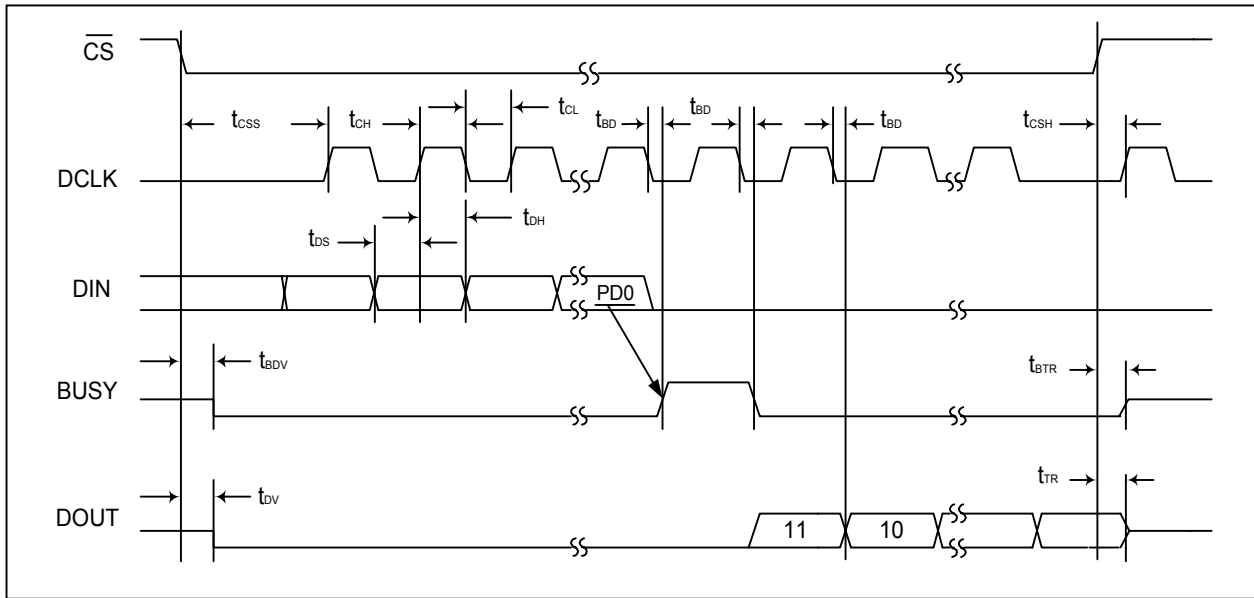 CS
tCSS
tCH
tCL
tBD
tBD
tBD
tCSH
DCLK
tDS
tDH
DIN
PD0
tBDV
BUSY
tBTR
tDV
tTR
DOUT
11
10